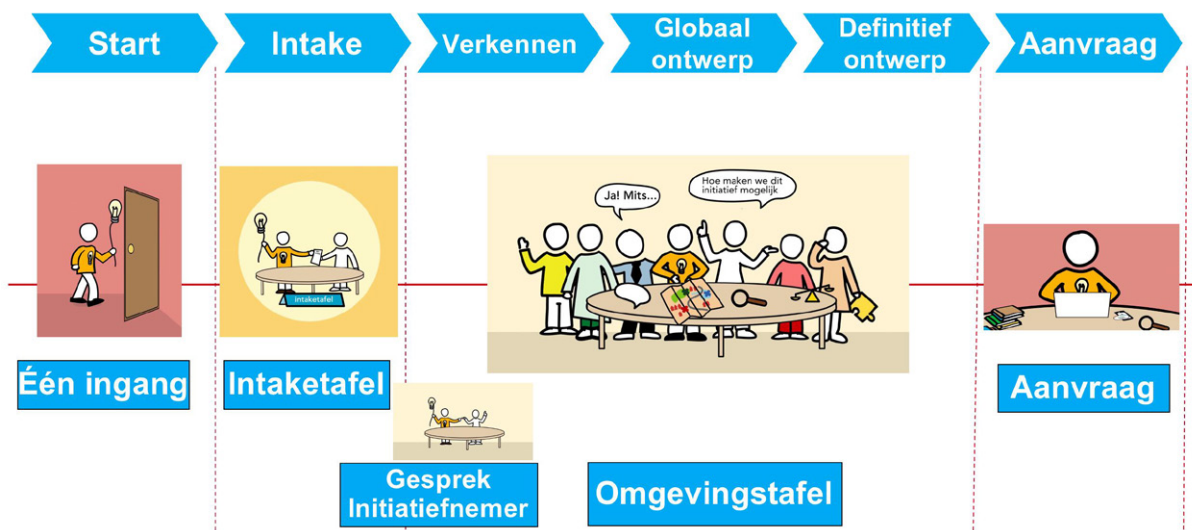 Start
Intake
Verkennen
Globaal
ontwerp
Definitief
ontwerp
Aanvraag
Ja! Mits...
Hoe maken we dit
initiatief mogelijk
intaketafel
Één ingang
Intaketafel
Aanvraag
Gesprek
Initiatiefnemer
Omgevingstafel